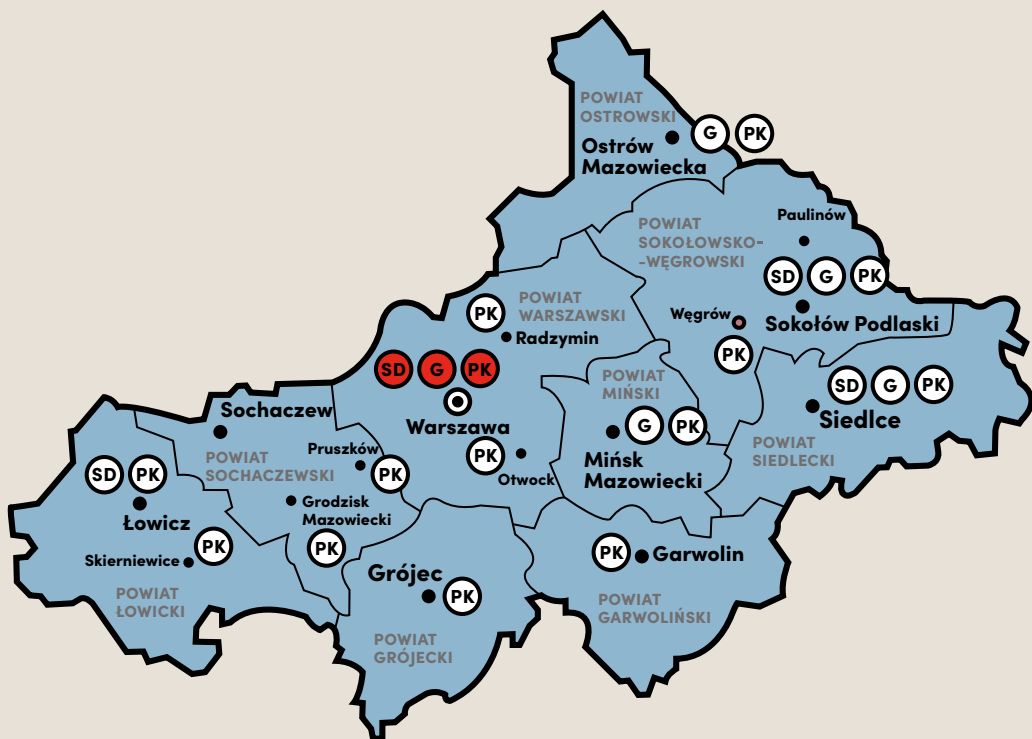 POWIAT
OSTROWSKI
G PK
Ostrów
Mazowiecka
Paulinów
POWIAT
SOKOŁOWSKO-
-WĘGROWSKI
SD G PK
Węgrów
Sokołów Podlaski
PK
POWIAT
WARSZAWSKI
PK
Radzymin
SD G PK
Warszawa
PK
Otwock
POWIAT
MIŃSKI
G PK
Mińsk
Mazowiecki
SD G PK
Siedlce
POWIAT
SIEDLECKI
Sochaczew
Pruszków
PK
POWIAT
SOCHACZEWSKI
Grodzisk
Mazowiecki
PK
SD PK
Łowicz
Skierniewice
PK
POWIAT
ŁOWICKI
Grójec
PK
POWIAT
GRÓJECKI
PK
Garwolin
POWIAT
GARWOLIŃSKI